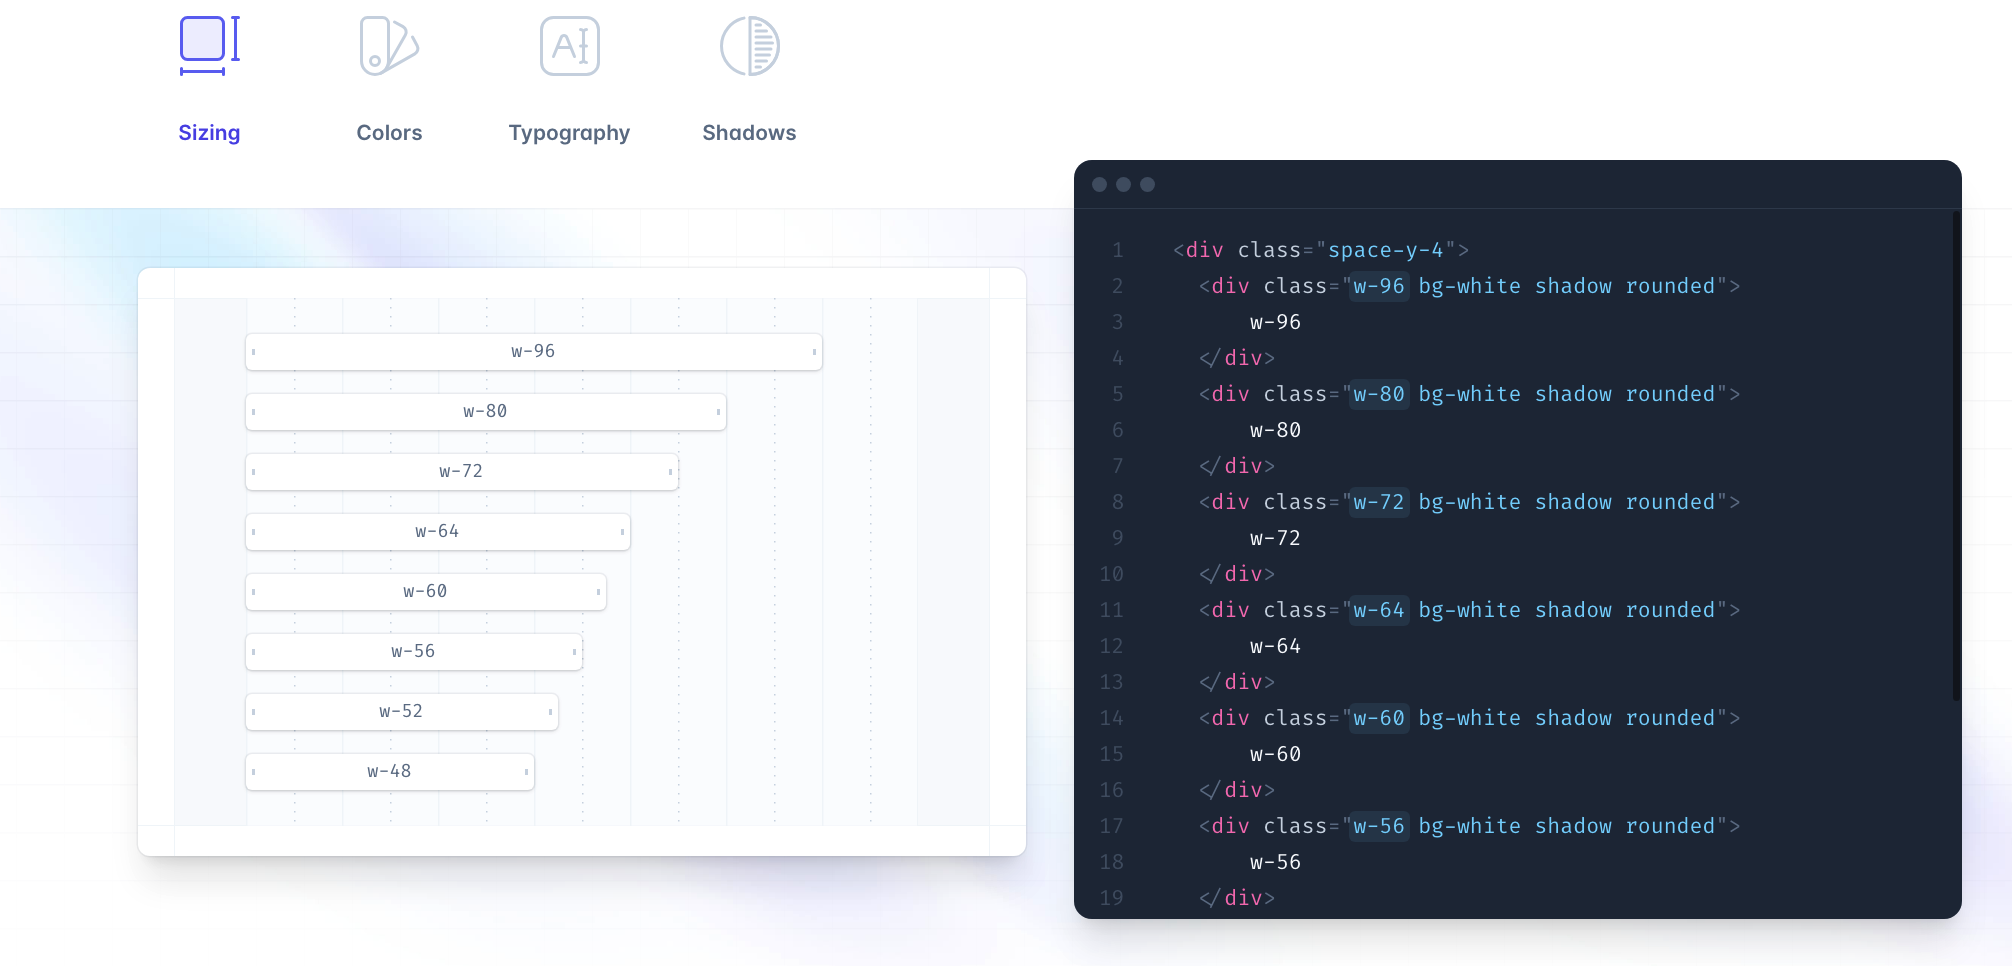 Sizing
Colors
Typography
Shadows
w-96
w-80
w-72
w-64
w-60
w-56
w-52
w-48
1 <div class="space-y-4">
2 <div class="w-96 bg-white shadow rounded">
3 w-96
4 </div>
5 <div class="w-80 bg-white shadow rounded">
6 w-80
7 </div>
8 <div class="w-72 bg-white shadow rounded">
9 w-72
10 </div>
11 <div class="w-64 bg-white shadow rounded">
12 w-64
13 </div>
14 <div class="w-60 bg-white shadow rounded">
15 w-60
16 </div>
17 <div class="w-56 bg-white shadow rounded">
18 w-56
19 </div>